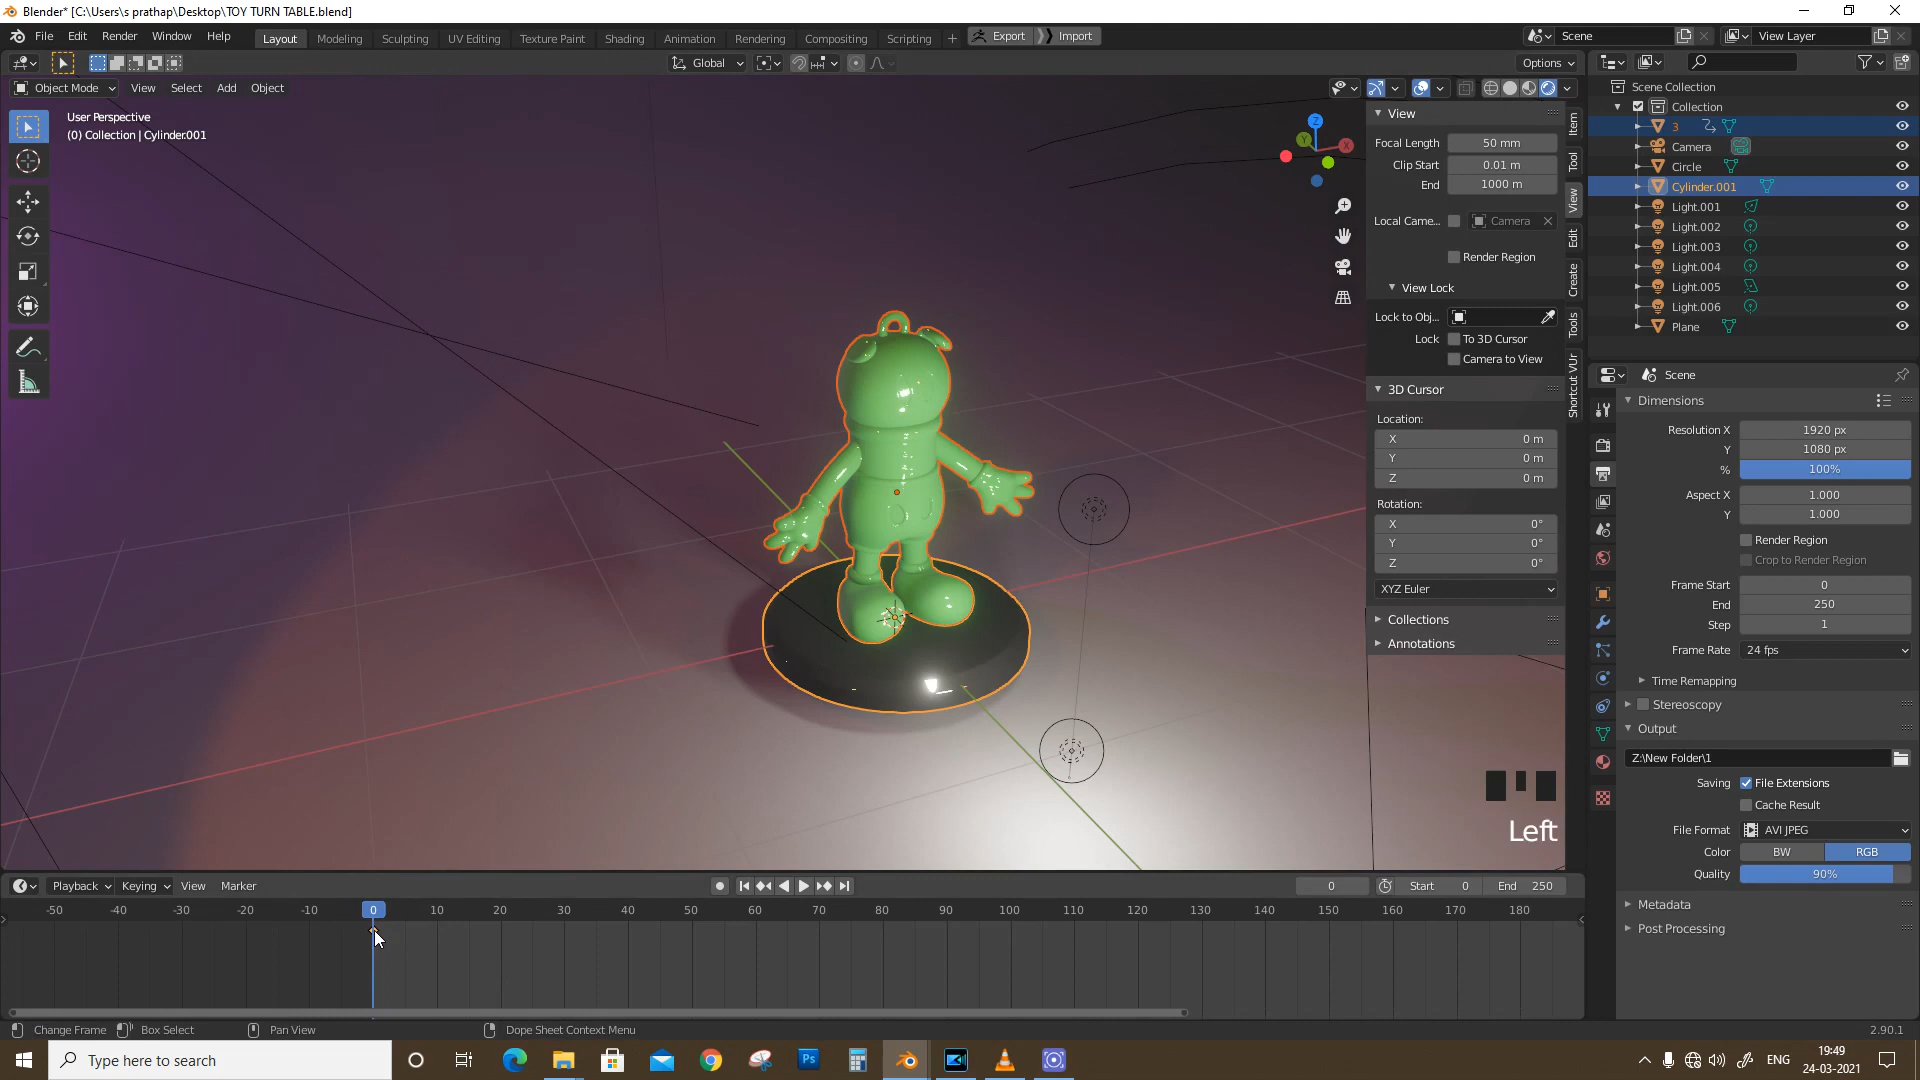 Blender* [C:\Users\s prathap\Desktop\TOY TURN TABLE.blend]
File Edit Render Window Help Layout Modeling Sculpting UV Editing Texture Paint Shading Animation Rendering Compositing Scripting + Export Import Scene View Layer
Global Options
Object Mode View Select Add Object
User Perspective
(0) Collection | Cylinder.001
Z
Y
X
View
Focal Length 50 mm
Clip Start 0.01 m
End 1000 m
Local Came... Camera
Render Region
View Lock
Lock to Obj...
Lock To 3D Cursor
Camera to View
3D Cursor
Location:
X 0 m
Y 0 m
Z 0 m
Rotation:
X 0°
Y 0°
Z 0°
XYZ Euler
Collections
Annotations
Item
Tool
View
Edit
Create
Tools
Shortcut VUr
Left
Scene Collection
Collection
3
Camera
Circle
Cylinder.001
Light.001
Light.002
Light.003
Light.004
Light.005
Light.006
Plane
Scene
Dimensions
Resolution X 1920 px
Y 1080 px
% 100%
Aspect X 1.000
Y 1.000
Render Region
Crop to Render Region
Frame Start 0
End 250
Step 1
Frame Rate 24 fps
Time Remapping
Stereoscopy
Output
Z:\New Folder\1
Saving File Extensions
Cache Result
File Format AVI JPEG
Color BW RGB
Quality 90%
Metadata
Post Processing
Playback Keying View Marker 0 Start 0 End 250
-50 -40 -30 -20 -10 0 10 20 30 40 50 60 70 80 90 100 110 120 130 140 150 160 170 180
Change Frame Box Select Pan View Dope Sheet Context Menu 2.90.1
Type here to search
Ps
ENG
19:49
24-03-2021